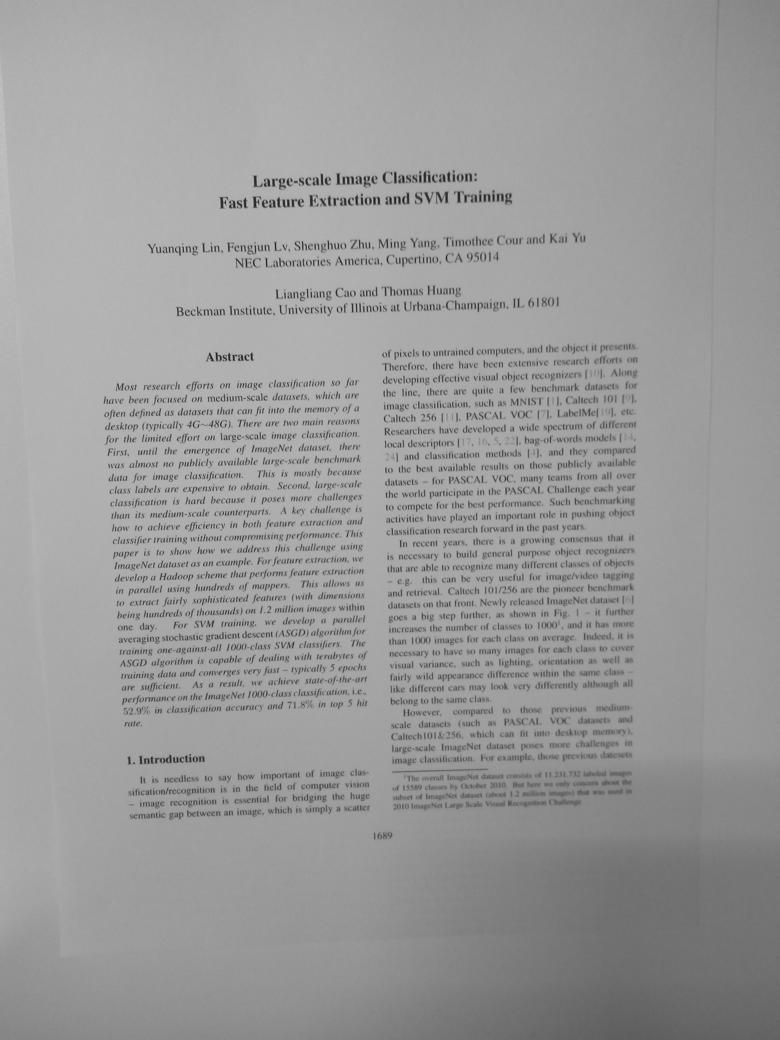 Large-scale Image Classification:
Fast Feature Extraction and SVM Training
Yuanqing Lin, Fengjun Lv, Shenghuo Zhu, Ming Yang, Timothee Cour and Kai Yu
NEC Laboratories America, Cupertino, CA 95014
Liangliang Cao and Thomas Huang
Beckman Institute, University of Illinois at Urbana-Champaign, IL 61801
Abstract
Most research efforts on image classification so far
have been focused on medium-scale datasets, which are
often defined as datasets that can fit into the memory of a
desktop (typically 4G~48G). There are two main reasons
for the limited effort on large-scale image classification.
First, until the emergence of ImageNet dataset, there
was almost no publicly available large-scale benchmark
data for image classification. This is mostly because
class labels are expensive to obtain. Second, large-scale
classification is hard because it poses more challenges
than its medium-scale counterparts. A key challenge is
how to achieve efficiency in both feature extraction and
classifier training without compromising performance. This
paper is to show how we address this challenge using
ImageNet dataset as an example. For feature extraction, we
develop a Hadoop scheme that performs feature extraction
in parallel using hundreds of mappers. This allows us
to extract fairly sophisticated features (with dimensions
being hundreds of thousands) on 1.2 million images within
one day. For SVM training, we develop a parallel
averaging stochastic gradient descent (ASGD) algorithm for
training one-against-all 1000-class SVM classifiers. The
ASGD algorithm is capable of dealing with terabytes of
training data and converges very fast – typically 5 epochs
are sufficient. As a result, we achieve state-of-the-art
performance on the ImageNet 1000-class classification, i.e.,
52.9% in classification accuracy and 71.8% in top 5 hit
rate.
1. Introduction
It is needless to say how important of image clas-
sification/recognition is in the field of computer vision
– image recognition is essential for bridging the huge
semantic gap between an image, which is simply a scatter
of pixels to untrained computers, and the object it presents.
Therefore, there have been extensive research efforts on
developing effective visual object recognizers [10]. Along
the line, there are quite a few benchmark datasets for
image classification, such as MNIST [1], Caltech 101 [9],
Caltech 256 [11], PASCAL VOC [7], LabelMe[19], etc.
Researchers have developed a wide spectrum of different
local descriptors [17, 16, 5, 22], bag-of-words models [14,
24] and classification methods [4], and they compared
to the best available results on those publicly available
datasets – for PASCAL VOC, many teams from all over
the world participate in the PASCAL Challenge each year
to compete for the best performance. Such benchmarking
activities have played an important role in pushing object
classification research forward in the past years.
In recent years, there is a growing consensus that it
is necessary to build general purpose object recognizers
that are able to recognize many different classes of objects
– e.g. this can be very useful for image/video tagging
and retrieval. Caltech 101/256 are the pioneer benchmark
datasets on that front. Newly released ImageNet dataset [6]
goes a big step further, as shown in Fig. 1 – it further
increases the number of classes to 1000¹, and it has more
than 1000 images for each class on average. Indeed, it is
necessary to have so many images for each class to cover
visual variance, such as lighting, orientation as well as
fairly wild appearance difference within the same class –
like different cars may look very differently although all
belong to the same class.
However, compared to those previous medium-
scale datasets (such as PASCAL VOC datasets and
Caltech101&256, which can fit into desktop memory),
large-scale ImageNet dataset poses more challenges in
image classification. For example, those previous datasets
¹The overall ImageNet dataset consists of 11,231,732 labeled images
of 15589 classes by October 2010. But here we only concern about the
subset of ImageNet dataset (about 1.2 million images) that was used in
2010 ImageNet Large Scale Visual Recognition Challenge
1689